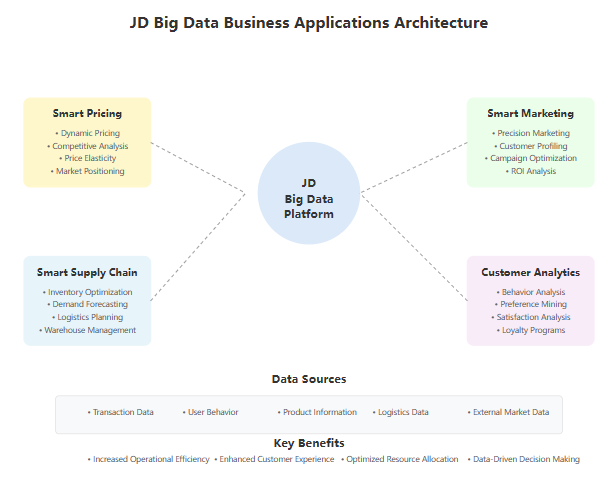 JD Big Data Business Applications Architecture
Smart Pricing
• Dynamic Pricing
• Competitive Analysis
• Price Elasticity
• Market Positioning
Smart Marketing
• Precision Marketing
• Customer Profiling
• Campaign Optimization
• ROI Analysis
JD
Big Data
Platform
Smart Supply Chain
• Inventory Optimization
• Demand Forecasting
• Logistics Planning
• Warehouse Management
Customer Analytics
• Behavior Analysis
• Preference Mining
• Satisfaction Analysis
• Loyalty Programs
Data Sources
• Transaction Data • User Behavior • Product Information • Logistics Data • External Market Data
Key Benefits
• Increased Operational Efficiency • Enhanced Customer Experience • Optimized Resource Allocation • Data-Driven Decision Making